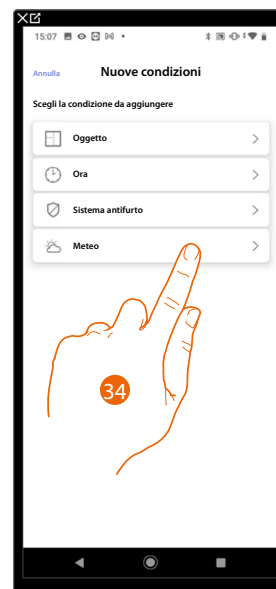 15:07
Annulla
Nuove condizioni
Scegli la condizione da aggiungere
Oggetto
Ora
Sistema antifurto
Meteo
34